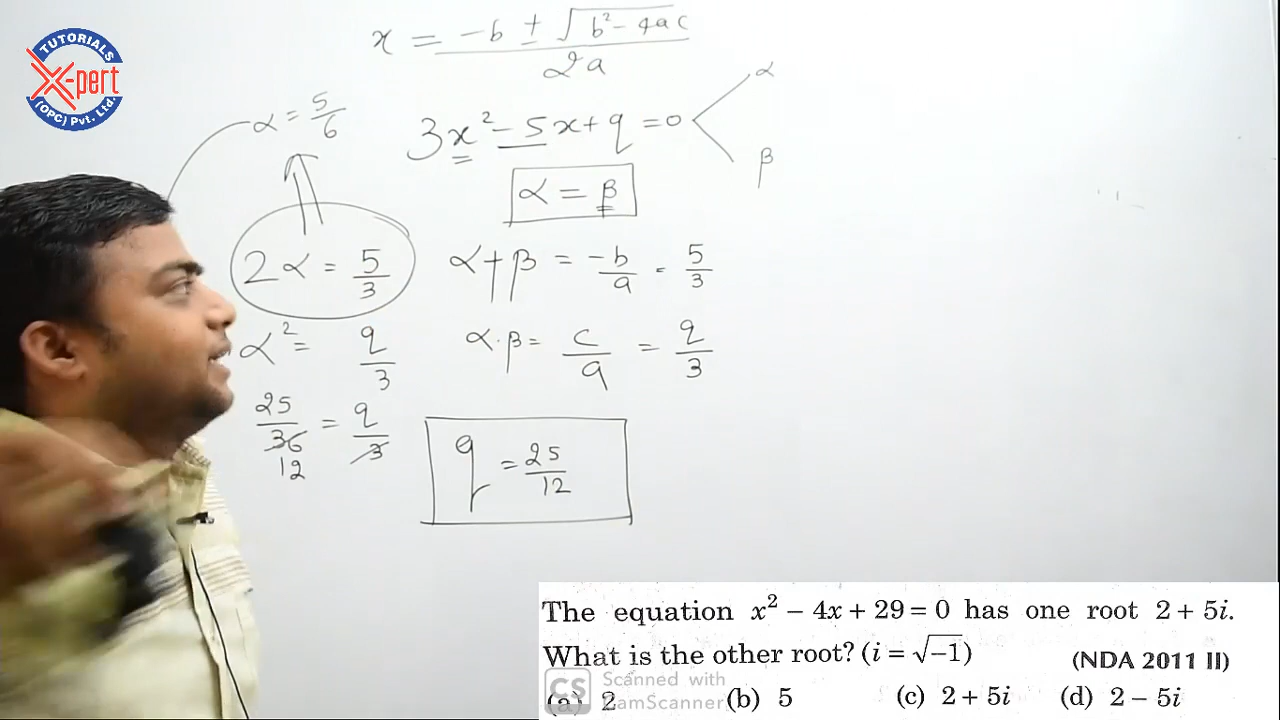 TUTORIALS
X-pert
(OPC) Pvt. Ltd.
x = -b ± √b² - 4ac / 2a
α = 5/6
3x² - 5x + q = 0
α
β
α = β
2α = 5/3
α + β = -b/a = 5/3
α² = q/3
α·β = c/a = q/3
25/36 = q/3
12
q = 25/12
The equation x² − 4x + 29 = 0 has one root 2 + 5i.
What is the other root? (i = √−1)
(NDA 2011 II)
(a) 2 (b) 5 (c) 2 + 5i (d) 2 − 5i
CS
Scanned with
CamScanner